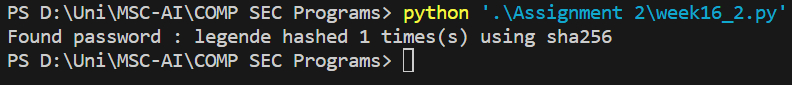 PS D:\Uni\MSC-AI\COMP SEC Programs> python '.\Assignment 2\week16_2.py'
Found password : legende hashed 1 times(s) using sha256
PS D:\Uni\MSC-AI\COMP SEC Programs>